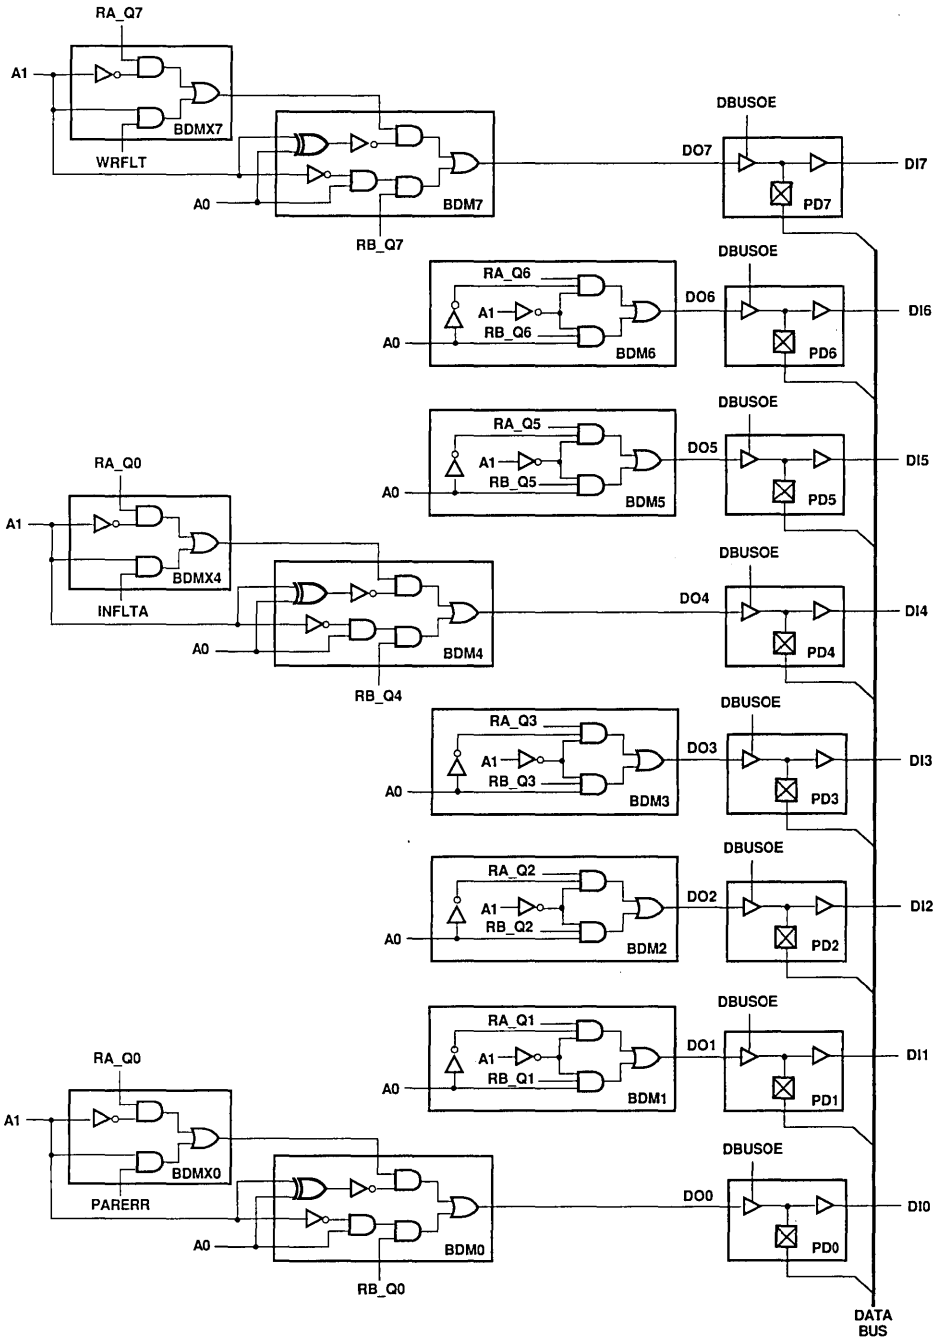 RA_Q7
A1
BDMX7
WRFLT
A0
BDM7
RB_Q7
DO7
DBUSOE
PD7
DI7
RA_Q6
A1
RB_Q6
A0
BDM6
DO6
DBUSOE
PD6
DI6
RA_Q5
A1
RB_Q5
A0
BDM5
DO5
DBUSOE
PD5
DI5
RA_Q0
A1
BDMX4
INFLTA
A0
BDM4
RB_Q4
DO4
DBUSOE
PD4
DI4
RA_Q3
A1
RB_Q3
A0
BDM3
DO3
DBUSOE
PD3
DI3
RA_Q2
A1
RB_Q2
A0
BDM2
DO2
DBUSOE
PD2
DI2
RA_Q1
A1
RB_Q1
A0
BDM1
DO1
DBUSOE
PD1
DI1
RA_Q0
A1
BDMX0
PARERR
A0
BDM0
RB_Q0
DO0
DBUSOE
PD0
DI0
DATA
BUS